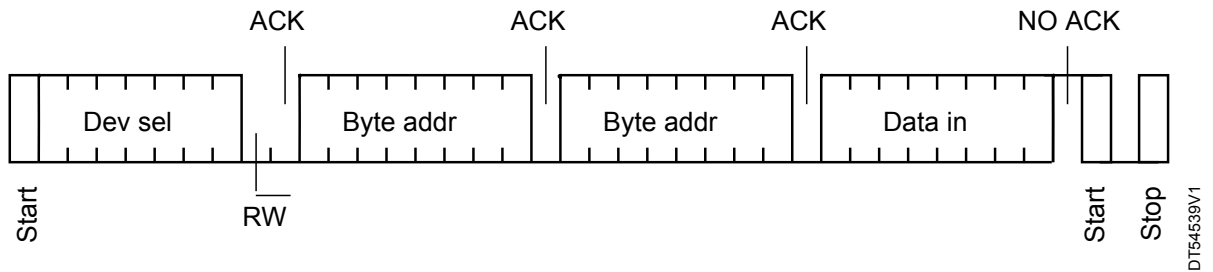 ACK
ACK
ACK
NO ACK
Dev sel
Byte addr
Byte addr
Data in
RW
Start
Start
Stop
DT54539V1